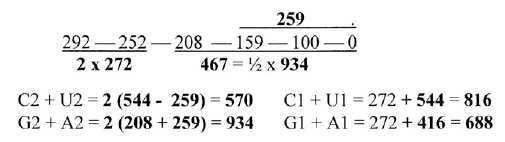 259
292 — 252 — 208 — 159 — 100 — 0
2 x 272 467 = ½ x 934
C2 + U2 = 2 (544 - 259) = 570 C1 + U1 = 272 + 544 = 816
G2 + A2 = 2 (208 + 259) = 934 G1 + A1 = 272 + 416 = 688